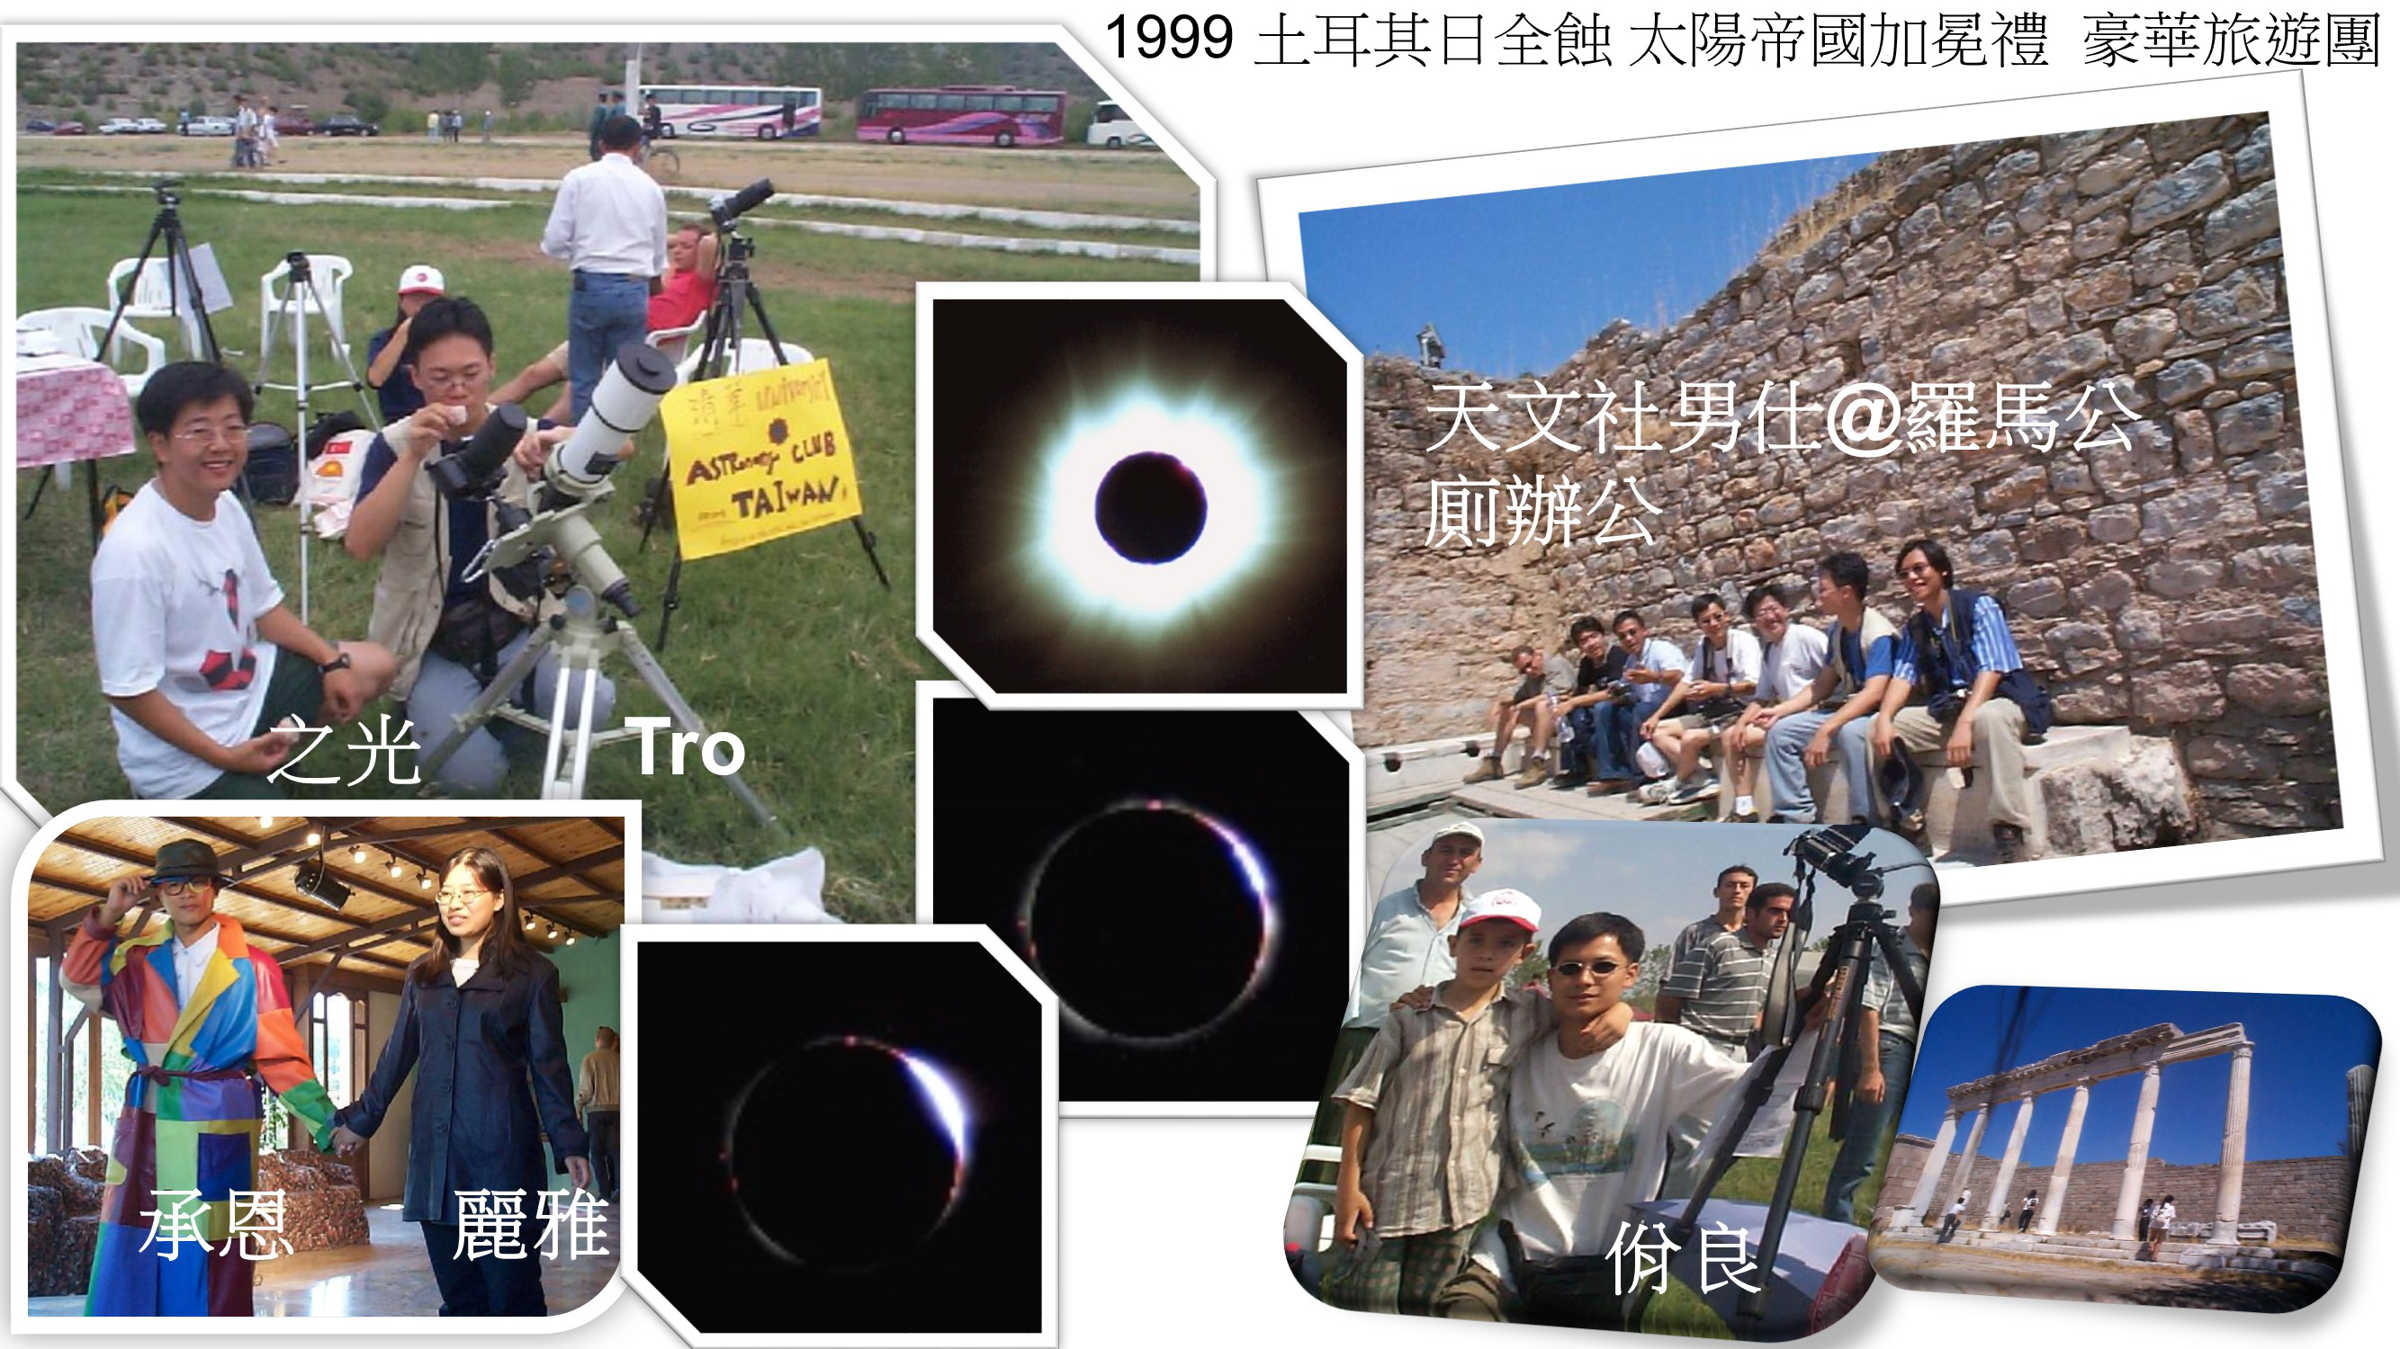 1999 土耳其日全蝕 太陽帝國加冕禮 豪華旅遊團
清華 UNIVERSITY
ASTRonomy CLUB
TAIWAN
天文社男仕@羅馬公
廁辦公
之光
Tro
承恩
麗雅
佾良